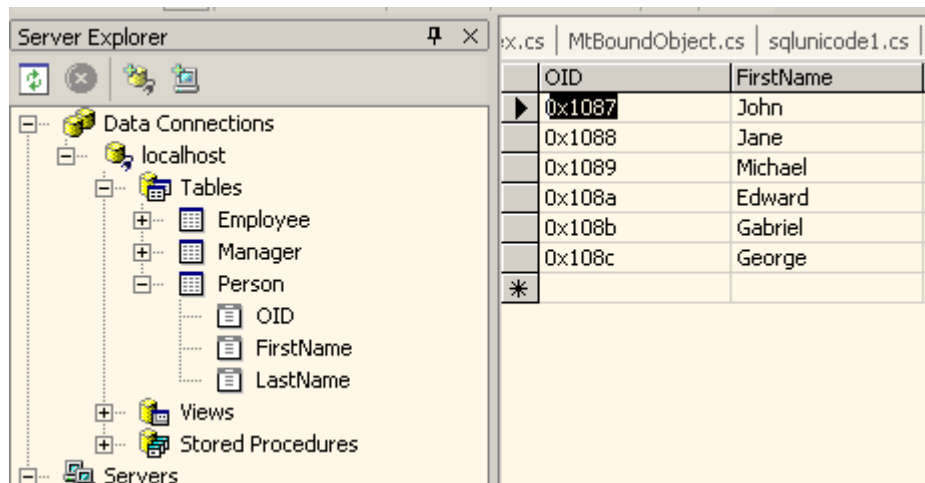 Server Explorer
Data Connections
localhost
Tables
Employee
Manager
Person
OID
FirstName
LastName
Views
Stored Procedures
Servers
x.cs | MtBoundObject.cs | sqlunicode1.cs
OID FirstName
0x1087 John
0x1088 Jane
0x1089 Michael
0x108a Edward
0x108b Gabriel
0x108c George